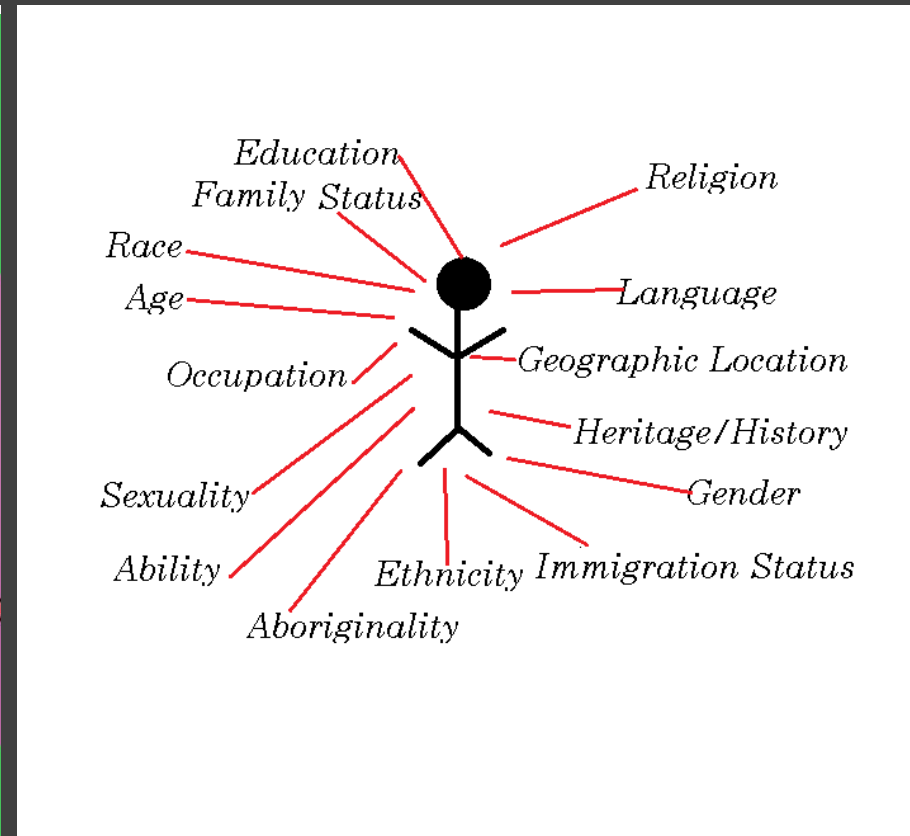 Education
Religion
Family Status
Race
Language
Age
Geographic Location
Occupation
Heritage/History
Sexuality
Gender
Ability
Ethnicity
Immigration Status
Aboriginality